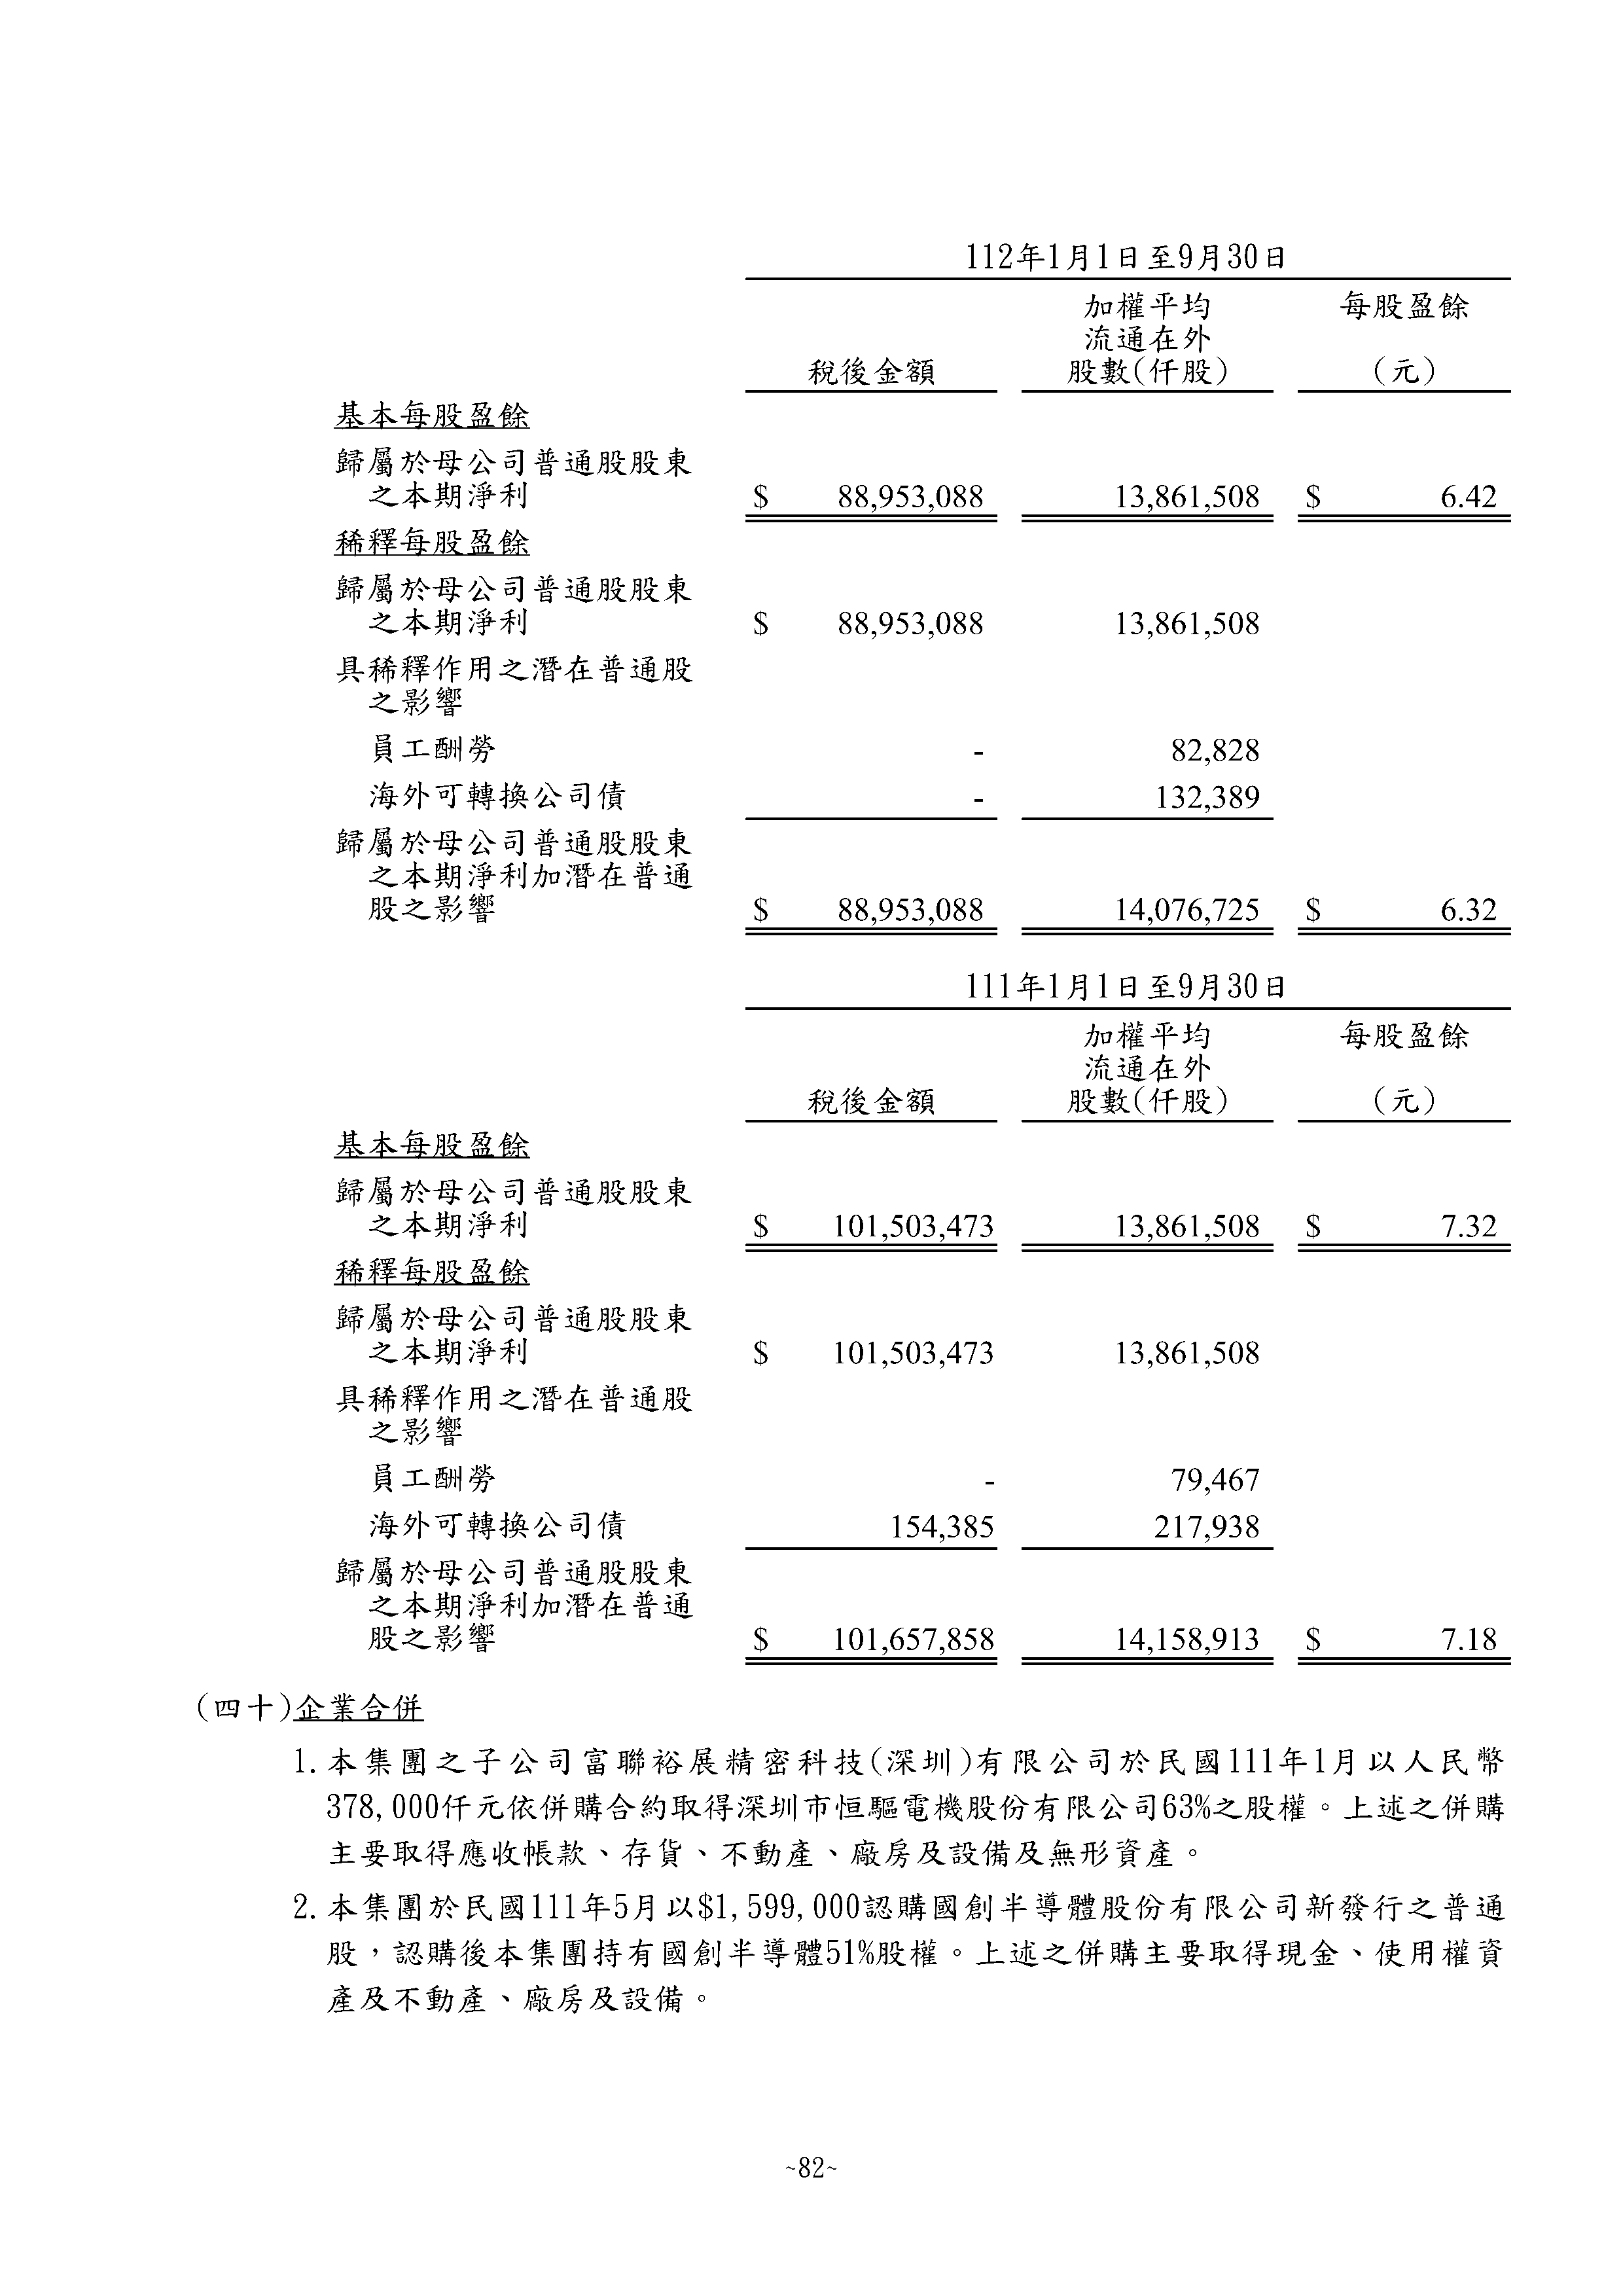 112年1月1日至9月30日
加權平均 每股盈餘
流通在外
稅後金額 股數(仟股) (元)
基本每股盈餘
歸屬於母公司普通股股東
之本期淨利 $ 88,953,088 13,861,508 $ 6.42
稀釋每股盈餘
歸屬於母公司普通股股東
之本期淨利 $ 88,953,088 13,861,508
具稀釋作用之潛在普通股
之影響
員工酬勞 - 82,828
海外可轉換公司債 - 132,389
歸屬於母公司普通股股東
之本期淨利加潛在普通
股之影響 $ 88,953,088 14,076,725 $ 6.32
111年1月1日至9月30日
加權平均 每股盈餘
流通在外
稅後金額 股數(仟股) (元)
基本每股盈餘
歸屬於母公司普通股股東
之本期淨利 $ 101,503,473 13,861,508 $ 7.32
稀釋每股盈餘
歸屬於母公司普通股股東
之本期淨利 $ 101,503,473 13,861,508
具稀釋作用之潛在普通股
之影響
員工酬勞 - 79,467
海外可轉換公司債 154,385 217,938
歸屬於母公司普通股股東
之本期淨利加潛在普通
股之影響 $ 101,657,858 14,158,913 $ 7.18
(四十)企業合併
1. 本集團之子公司富聯裕展精密科技(深圳)有限公司於民國111年1月以人民幣
378,000仟元依併購合約取得深圳市恒驅電機股份有限公司63%之股權。上述之併購
主要取得應收帳款、存貨、不動產、廠房及設備及無形資產。
2. 本集團於民國111年5月以$1,599,000認購國創半導體股份有限公司新發行之普通
股，認購後本集團持有國創半導體51%股權。上述之併購主要取得現金、使用權資
產及不動產、廠房及設備。
~82~